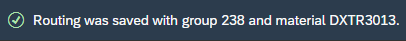 Routing was saved with group 238 and material DXTR3013.